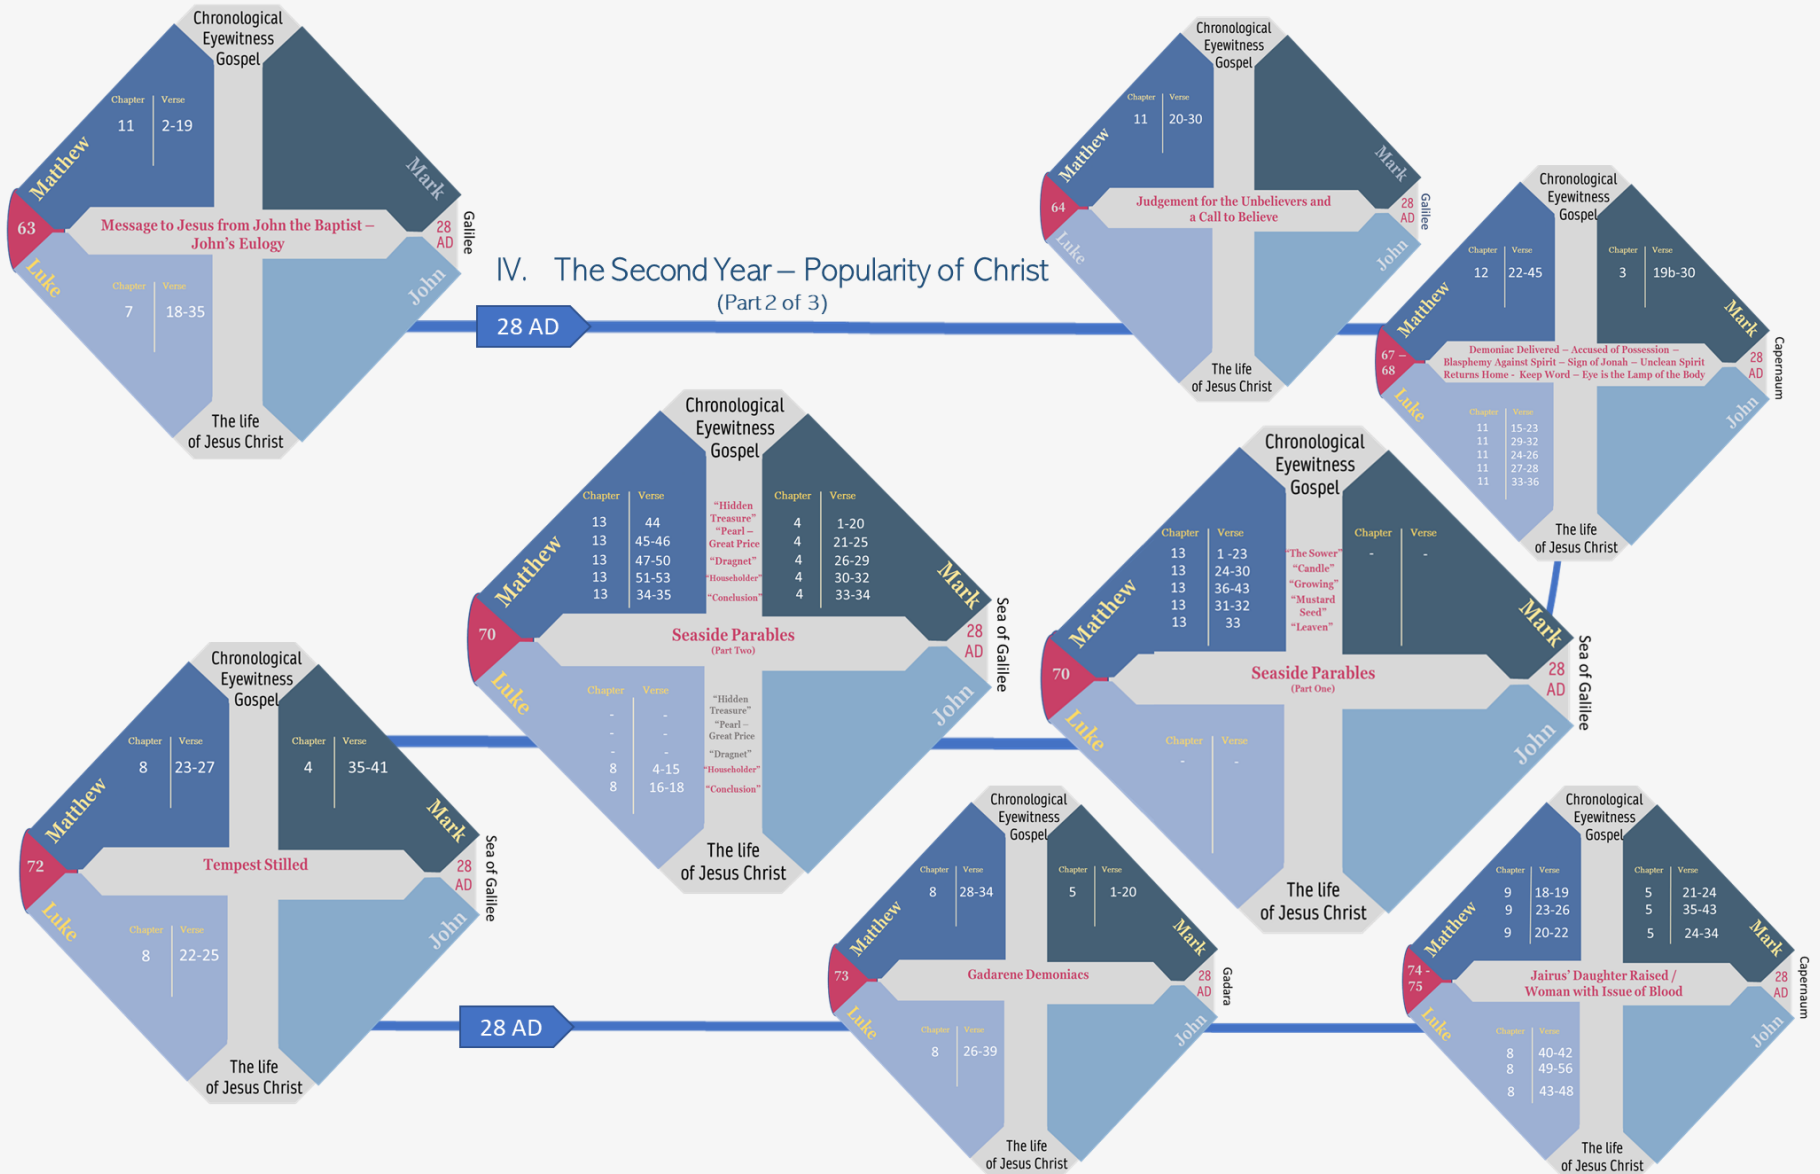 Chronological
Eyewitness
Gospel
Chapter Verse
11 2-19
Matthew
Mark
63
Message to Jesus from John the Baptist –
John's Eulogy
28
AD
Galilee
Luke
John
Chapter Verse
7 18-35
The life
of Jesus Christ
IV. The Second Year – Popularity of Christ
(Part 2 of 3)
28 AD
Chronological
Eyewitness
Gospel
Chapter Verse
11 20-30
Matthew
Mark
64
Judgement for the Unbelievers and
a Call to Believe
28
AD
Galilee
Luke
John
The life
of Jesus Christ
Chronological
Eyewitness
Gospel
Chapter Verse
12 22-45
Chapter Verse
3 19b-30
Matthew
Mark
67 –
68
Demoniac Delivered – Accused of Possession –
Blasphemy Against Spirit – Sign of Jonah – Unclean Spirit
Returns Home - Keep Word – Eye is the Lamp of the Body
28
AD
Capernaum
Luke
John
Chapter Verse
11 15-23
11 29-32
11 24-26
11 27-28
11 33-36
The life
of Jesus Christ
Chronological
Eyewitness
Gospel
Chapter Verse
13 44
13 45-46
13 47-50
13 51-53
13 34-35
"Hidden
Treasure"
"Pearl –
Great Price
"Dragnet"
"Householder"
"Conclusion"
Chapter Verse
4 1-20
4 21-25
4 26-29
4 30-32
4 33-34
Matthew
Mark
70
Seaside Parables
(Part Two)
28
AD
Sea of Galilee
Luke
John
Chapter Verse
- -
- -
- -
8 4-15
8 16-18
"Hidden
Treasure"
"Pearl –
Great Price
"Dragnet"
"Householder"
"Conclusion"
The life
of Jesus Christ
Chronological
Eyewitness
Gospel
Chapter Verse
13 1 -23
13 24-30
13 36-43
13 31-32
13 33
"The Sower"
"Candle"
"Growing"
"Mustard
Seed"
"Leaven"
Chapter Verse
- -
Matthew
Mark
70
Seaside Parables
(Part One)
28
AD
Sea of Galilee
Luke
John
Chapter Verse
- -
The life
of Jesus Christ
Chronological
Eyewitness
Gospel
Chapter Verse
8 23-27
Chapter Verse
4 35-41
Matthew
Mark
72
Tempest Stilled
28
AD
Sea of Galilee
Luke
John
Chapter Verse
8 22-25
The life
of Jesus Christ
28 AD
Chronological
Eyewitness
Gospel
Chapter Verse
8 28-34
Chapter Verse
5 1-20
Matthew
Mark
73
Gadarene Demoniacs
28
AD
Gadara
Luke
John
Chapter Verse
8 26-39
The life
of Jesus Christ
Chronological
Eyewitness
Gospel
Chapter Verse
9 18-19
9 23-26
9 20-22
Chapter Verse
5 21-24
5 35-43
5 24-34
Matthew
Mark
74 -
75
Jairus' Daughter Raised /
Woman with Issue of Blood
28
AD
Capernaum
Luke
John
Chapter Verse
8 40-42
8 49-56
8 43-48
The life
of Jesus Christ